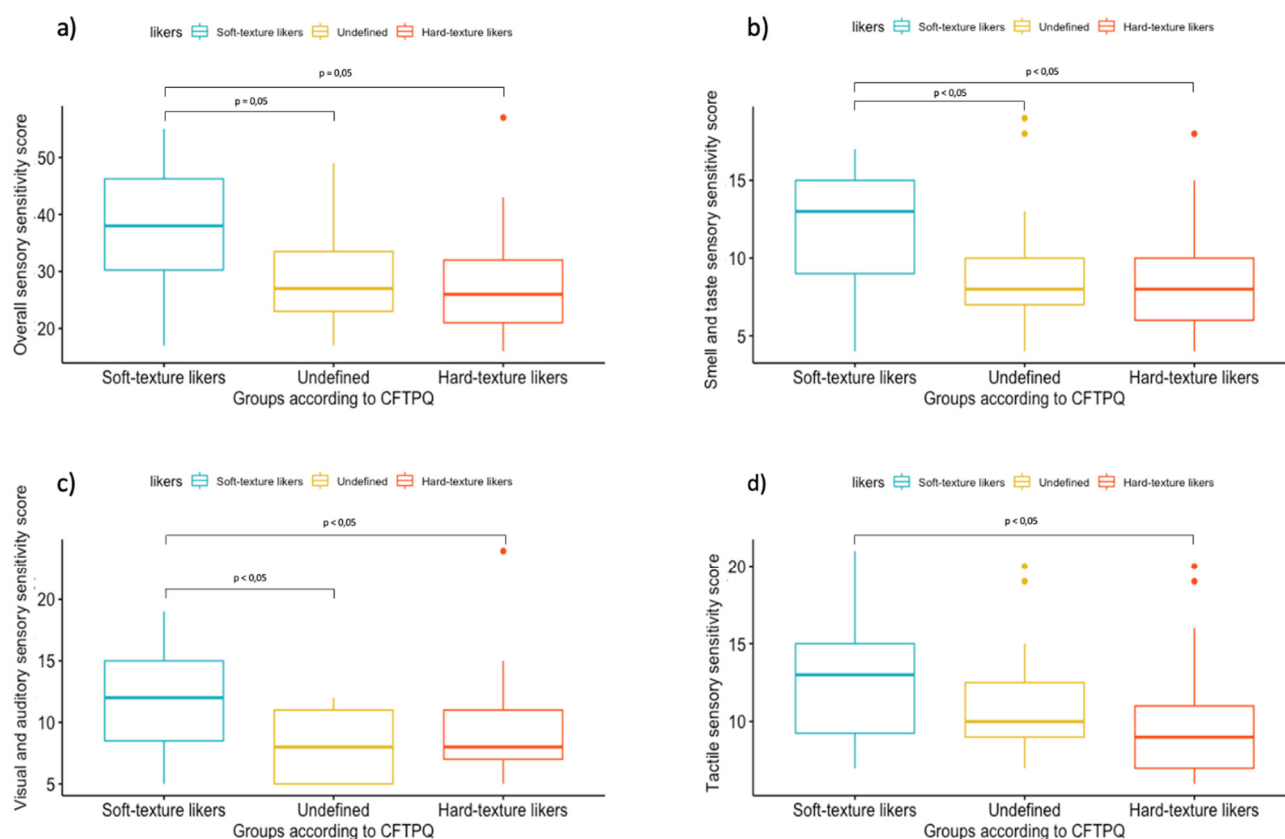 a)
likers Soft-texture likers Undefined Hard-texture likers
p = 0,05
p = 0,05
Overall sensory sensitivity score
50
40
30
20
Soft-texture likers Undefined Hard-texture likers
Groups according to CFTPQ
b)
likers Soft-texture likers Undefined Hard-texture likers
p < 0,05
p < 0,05
Smell and taste sensory sensitivity score
15
10
5
Soft-texture likers Undefined Hard-texture likers
Groups according to CFTPQ
c)
likers Soft-texture likers Undefined Hard-texture likers
p < 0,05
p < 0,05
Visual and auditory sensory sensitivity score
20
15
10
5
Soft-texture likers Undefined Hard-texture likers
Groups according to CFTPQ
d)
likers Soft-texture likers Undefined Hard-texture likers
p < 0,05
Tactile sensory sensitivity score
20
15
10
Soft-texture likers Undefined Hard-texture likers
Groups according to CFTPQ